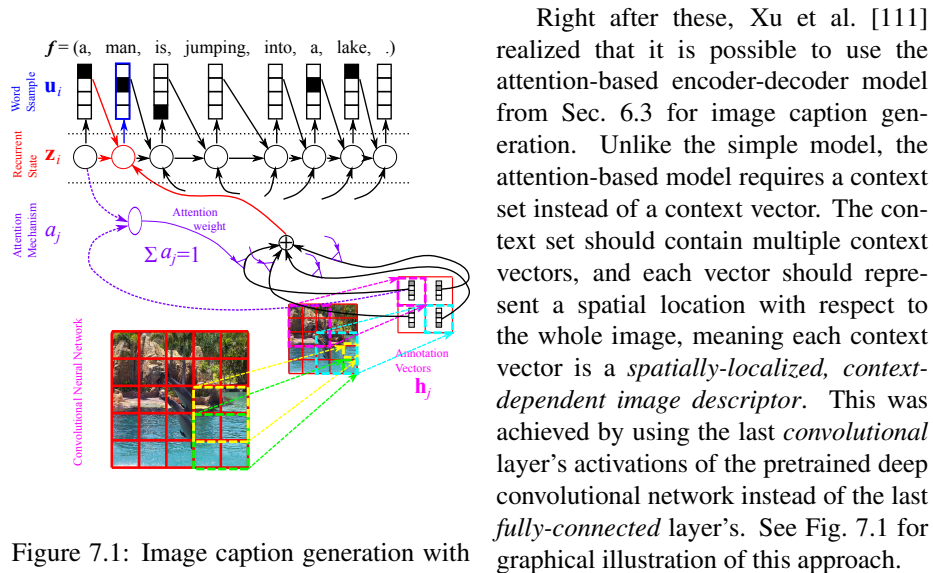 f = (a, man, is, jumping, into, a, lake, .)
Word
Ssample
u_i
Recurrent
State
z_i
Attention
Mechanism
a_j
Attention
weight
∑ a_j=1
Convolutional Neural Network
Annotation
Vectors
h_j
Figure 7.1: Image caption generation with
Right after these, Xu et al. [111]
realized that it is possible to use the
attention-based encoder-decoder model
from Sec. 6.3 for image caption gen-
eration. Unlike the simple model, the
attention-based model requires a context
set instead of a context vector. The con-
text set should contain multiple context
vectors, and each vector should repre-
sent a spatial location with respect to
the whole image, meaning each context
vector is a spatially-localized, context-
dependent image descriptor. This was
achieved by using the last convolutional
layer's activations of the pretrained deep
convolutional network instead of the last
fully-connected layer's. See Fig. 7.1 for
graphical illustration of this approach.